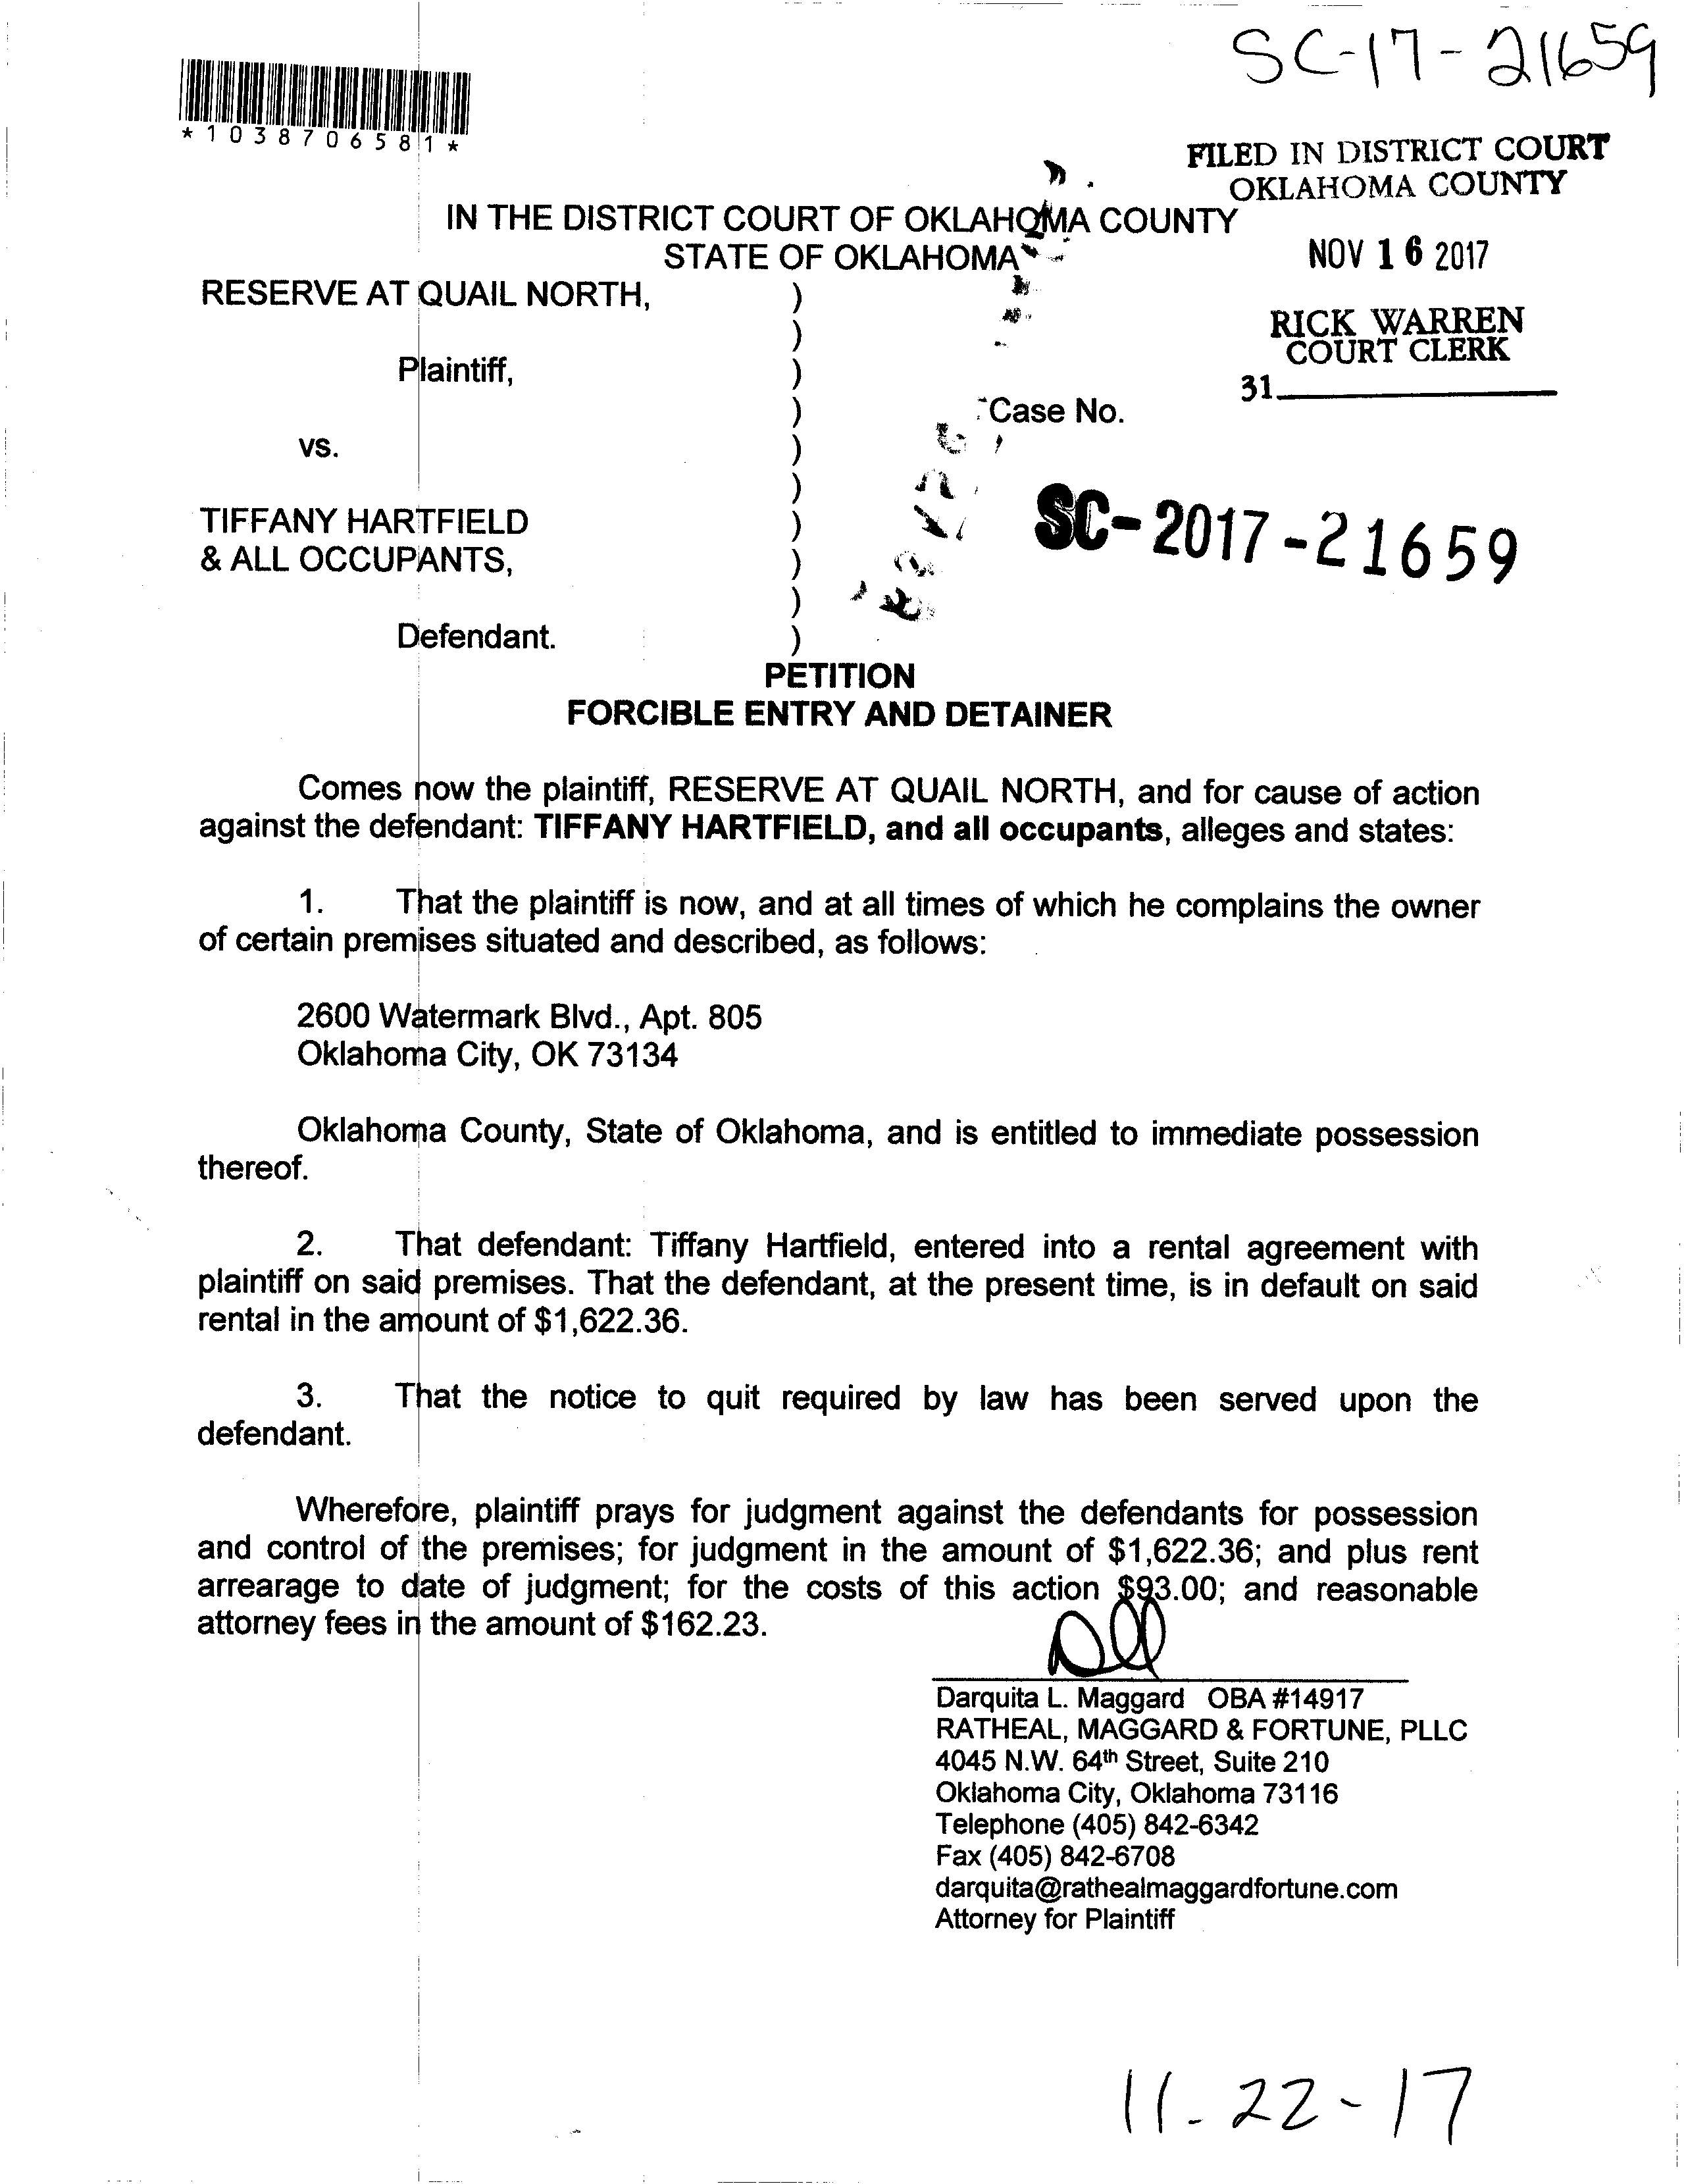 SC-17-21659
*1038706581*
FILED IN DISTRICT COURT
OKLAHOMA COUNTY
IN THE DISTRICT COURT OF OKLAHOMA COUNTY
STATE OF OKLAHOMA
NOV 16 2017
RESERVE AT QUAIL NORTH, )
)
RICK WARREN
COURT CLERK
Plaintiff, )
31.
) Case No.
vs. )
)
TIFFANY HARTFIELD )
SC-2017-21659
& ALL OCCUPANTS, )
)
Defendant. )
PETITION
FORCIBLE ENTRY AND DETAINER
Comes now the plaintiff, RESERVE AT QUAIL NORTH, and for cause of action
against the defendant: TIFFANY HARTFIELD, and all occupants, alleges and states:
1. That the plaintiff is now, and at all times of which he complains the owner
of certain premises situated and described, as follows:
2600 Watermark Blvd., Apt. 805
Oklahoma City, OK 73134
Oklahoma County, State of Oklahoma, and is entitled to immediate possession
thereof.
2. That defendant: Tiffany Hartfield, entered into a rental agreement with
plaintiff on said premises. That the defendant, at the present time, is in default on said
rental in the amount of $1,622.36.
3. That the notice to quit required by law has been served upon the
defendant.
Wherefore, plaintiff prays for judgment against the defendants for possession
and control of the premises; for judgment in the amount of $1,622.36; and plus rent
arrearage to date of judgment; for the costs of this action $93.00; and reasonable
attorney fees in the amount of $162.23.
Darquita L. Maggard OBA #14917
RATHEAL, MAGGARD & FORTUNE, PLLC
4045 N.W. 64th Street, Suite 210
Oklahoma City, Oklahoma 73116
Telephone (405) 842-6342
Fax (405) 842-6708
darquita@rathealmaggardfortune.com
Attorney for Plaintiff
11-22-17